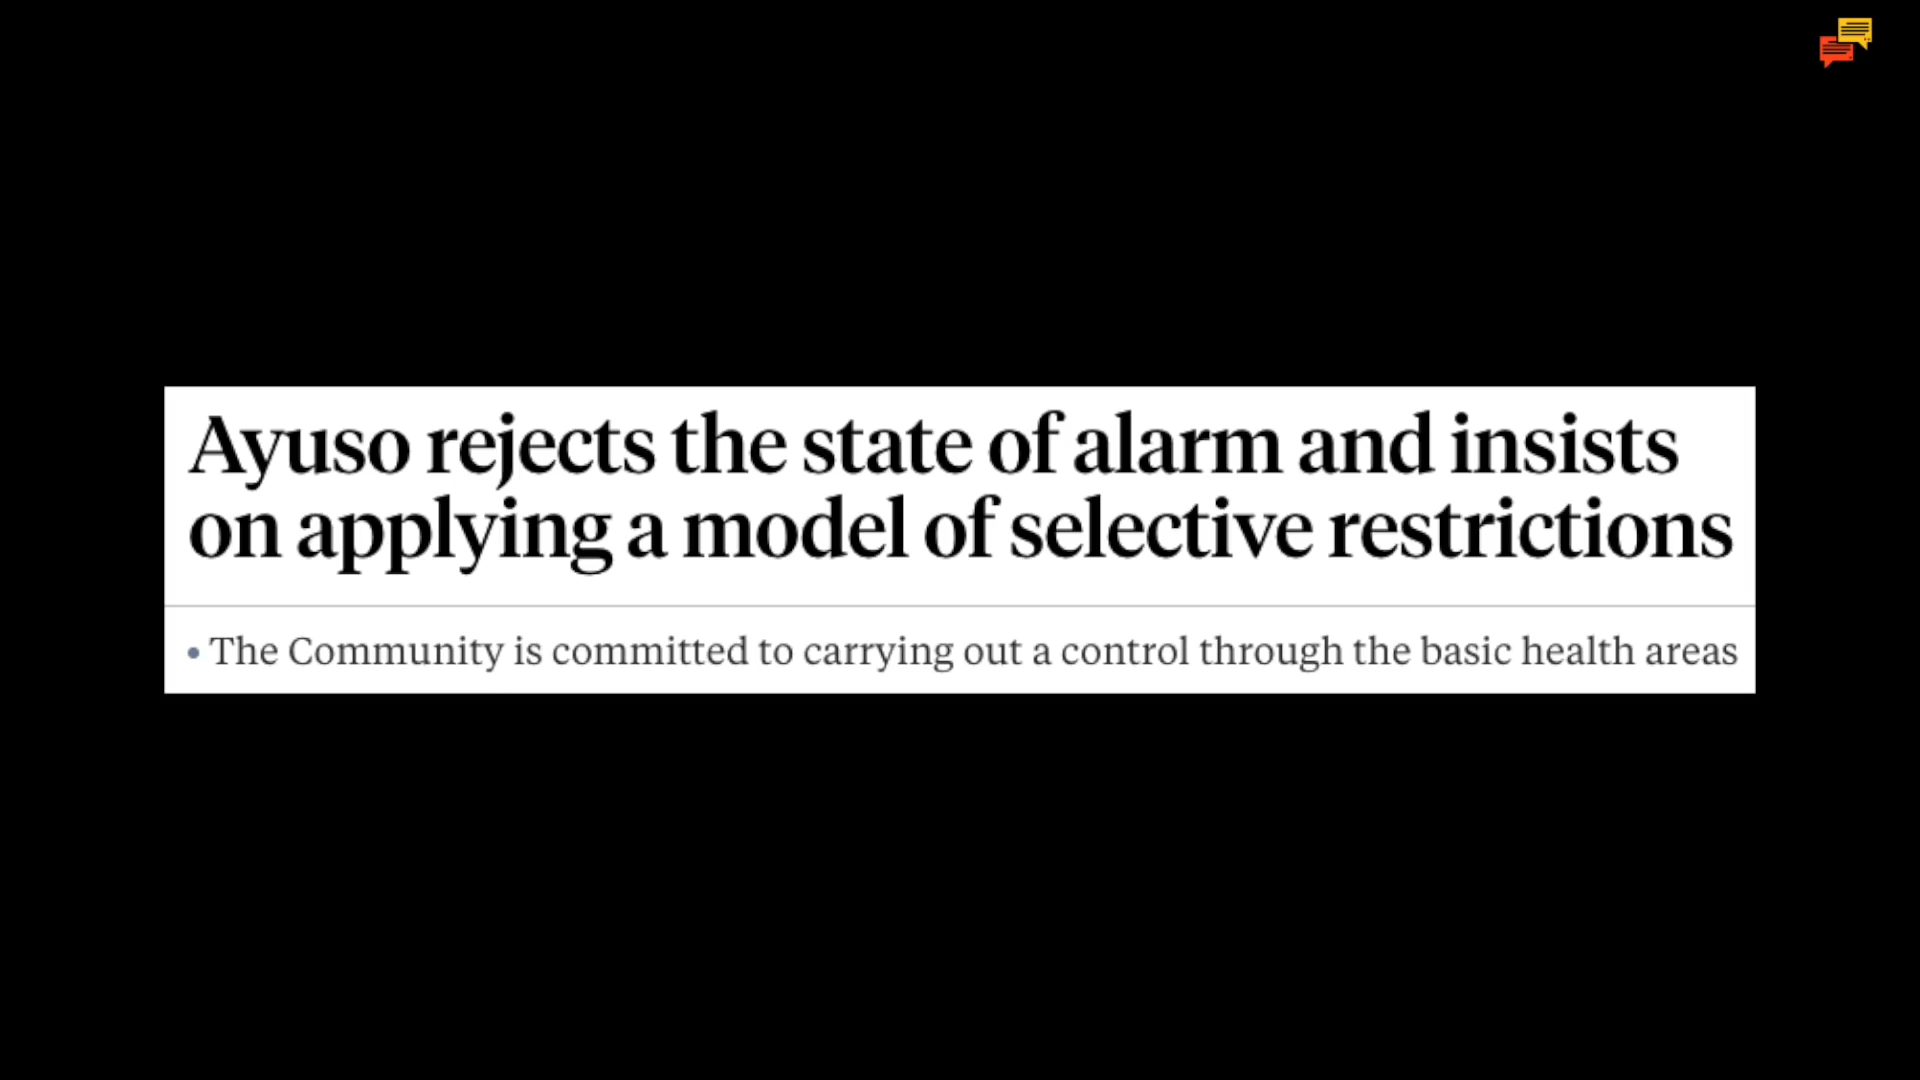 Ayuso rejects the state of alarm and insists
on applying a model of selective restrictions
• The Community is committed to carrying out a control through the basic health areas